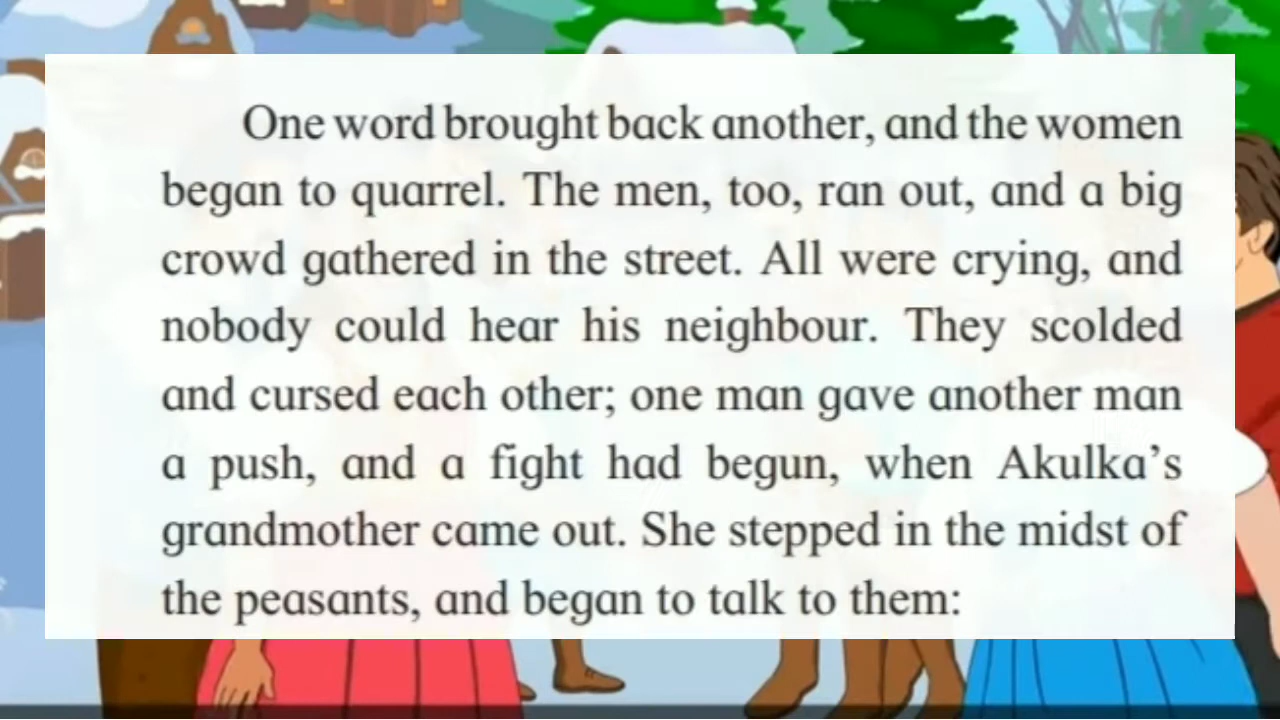 One word brought back another, and the women
began to quarrel. The men, too, ran out, and a big
crowd gathered in the street. All were crying, and
nobody could hear his neighbour. They scolded
and cursed each other; one man gave another man
a push, and a fight had begun, when Akulka’s
grandmother came out. She stepped in the midst of
the peasants, and began to talk to them: